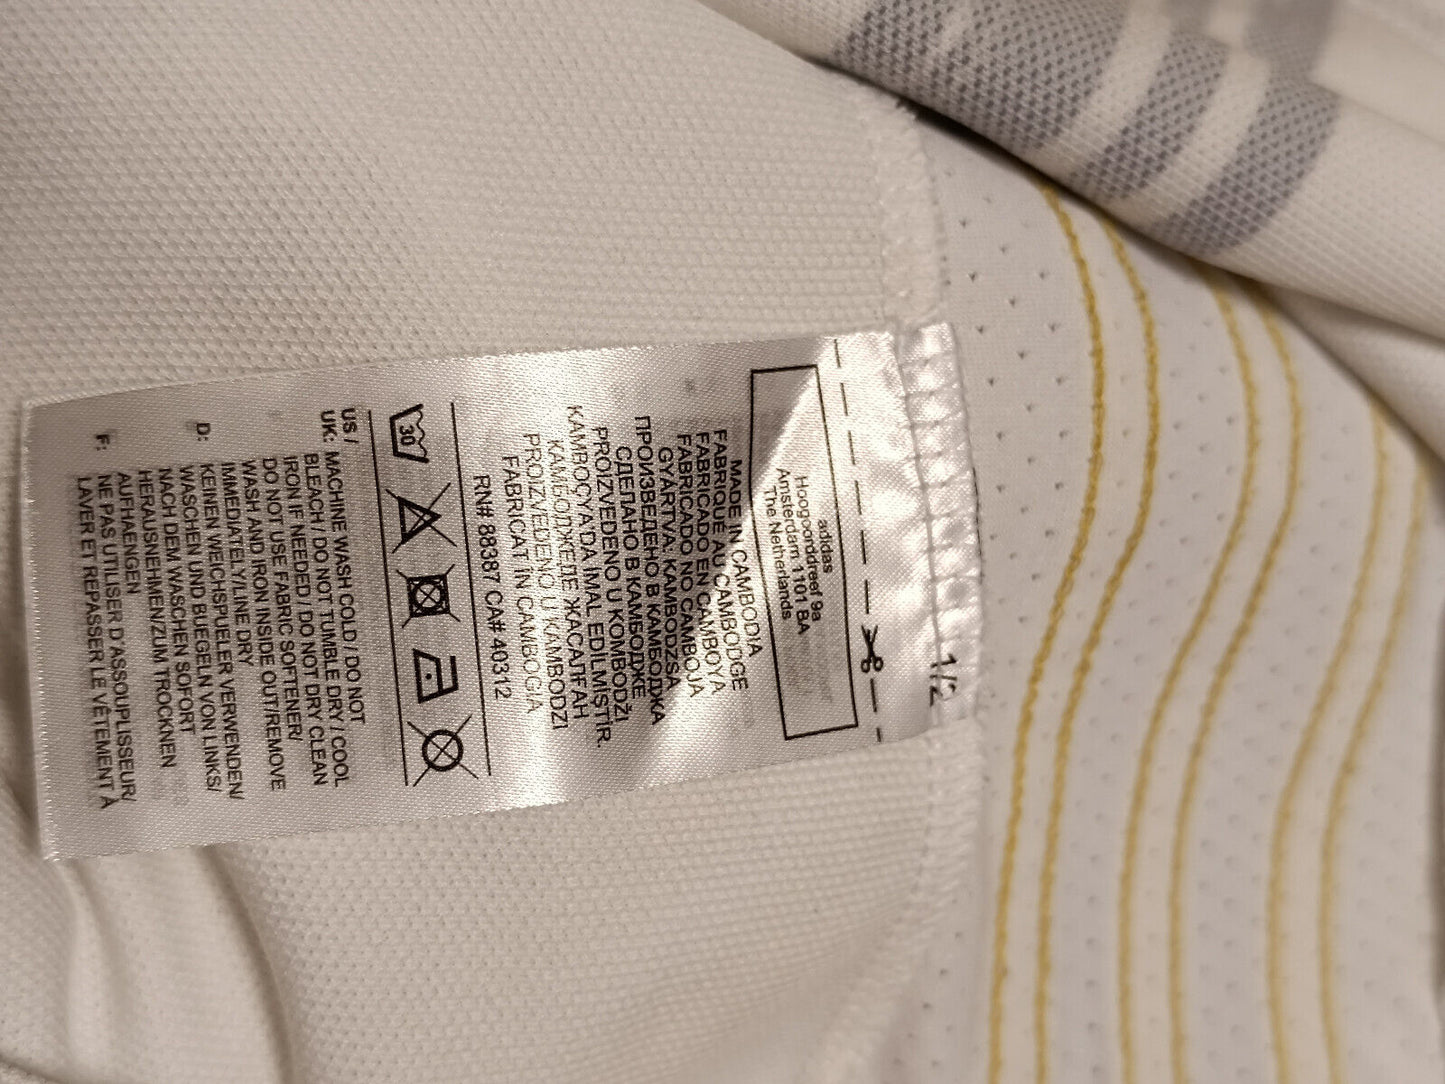 1/2
adidas
Hoogoorddreef 9a
Amsterdam 1101 BA
The Netherlands
MADE IN CAMBODIA
FABRIQUÉ AU CAMBODGE
FABRICADO EN CAMBOYA
FABRICADO NO CAMBOJA
GYÁRTVA: KAMBODZSA
ПРОИЗВЕДЕНО В КАМБОДЖА
СДЕЛАНО В КАМБОДЖЕ
PROIZVEDENO U KOMBODŽI
KAMBOÇYA'DA İMAL EDİLMİŞTİR.
КАМБОДЖЕДЕ ЖАСАЛҒАН
PROIZVEDENO U KAMBODZI
FABRICAT ÎN CAMBOGIA
RN# 88387 CA# 40312
30
US /
UK: MACHINE WASH COLD / DO NOT
BLEACH / DO NOT TUMBLE DRY / COOL
IRON IF NEEDED / DO NOT DRY CLEAN
DO NOT USE FABRIC SOFTENER/
WASH AND IRON INSIDE OUT/REMOVE
IMMEDIATELY/LINE DRY
D: KEINEN WEICHSPUELER VERWENDEN/
WASCHEN UND BUEGELN VON LINKS/
NACH DEM WASCHEN SOFORT
HERAUSNEHMEN/ZUM TROCKNEN
AUFHAENGEN
F: NE PAS UTILISER D'ASSOUPLISSEUR/
LAVER ET REPASSER LE VÊTEMENT À